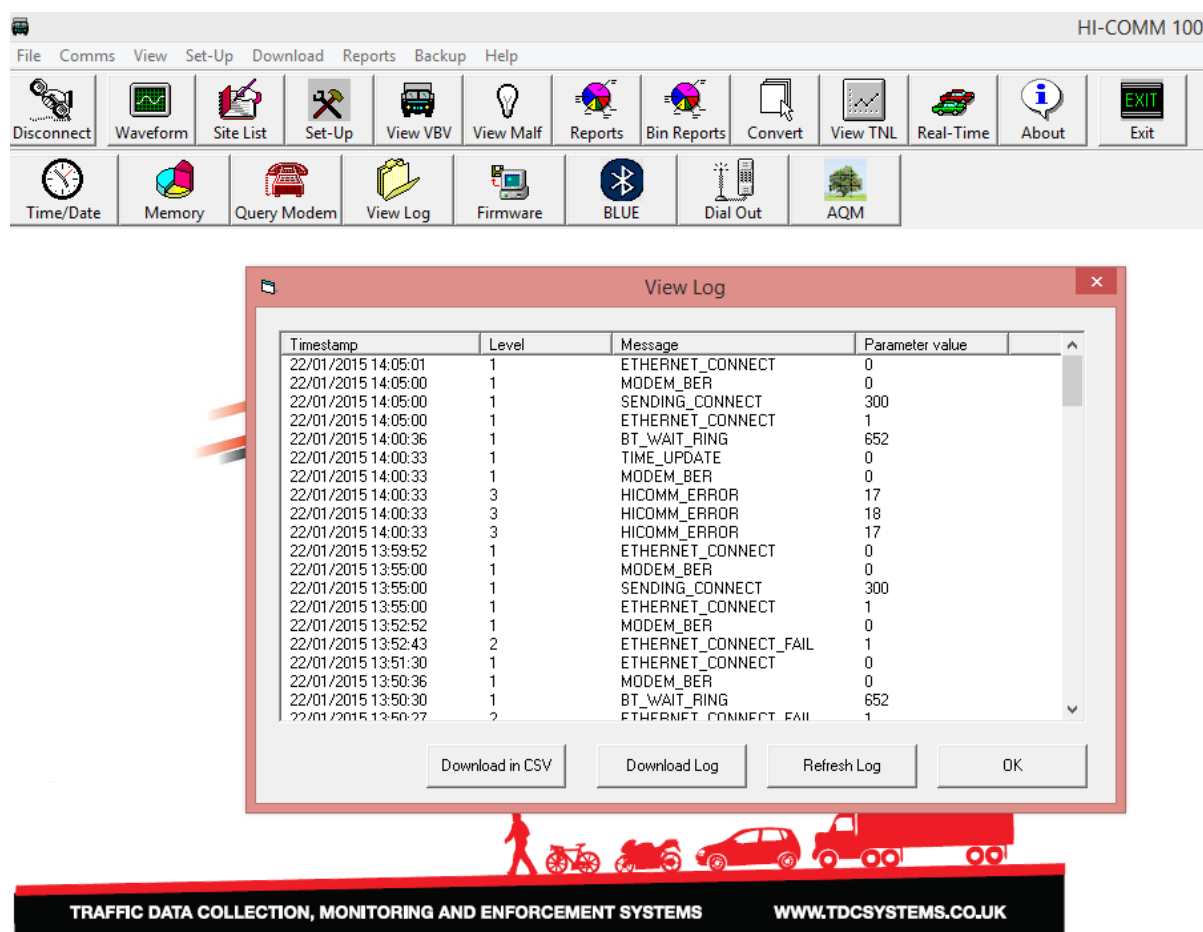 HI-COMM 100
File Comms View Set-Up Download Reports Backup Help
Disconnect Waveform Site List Set-Up View VBV View Malf Reports Bin Reports Convert View TNL Real-Time About EXIT Exit
Time/Date Memory Query Modem View Log Firmware BLUE Dial Out AQM
View Log
Timestamp Level Message Parameter value
22/01/2015 14:05:01 1 ETHERNET_CONNECT 0
22/01/2015 14:05:00 1 MODEM_BER 0
22/01/2015 14:05:00 1 SENDING_CONNECT 300
22/01/2015 14:05:00 1 ETHERNET_CONNECT 1
22/01/2015 14:00:36 1 BT_WAIT_RING 652
22/01/2015 14:00:33 1 TIME_UPDATE 0
22/01/2015 14:00:33 1 MODEM_BER 0
22/01/2015 14:00:33 3 HICOMM_ERROR 17
22/01/2015 14:00:33 3 HICOMM_ERROR 18
22/01/2015 14:00:33 3 HICOMM_ERROR 17
22/01/2015 13:59:52 1 ETHERNET_CONNECT 0
22/01/2015 13:55:00 1 MODEM_BER 0
22/01/2015 13:55:00 1 SENDING_CONNECT 300
22/01/2015 13:55:00 1 ETHERNET_CONNECT 1
22/01/2015 13:52:52 1 MODEM_BER 0
22/01/2015 13:52:43 2 ETHERNET_CONNECT_FAIL 1
22/01/2015 13:51:30 1 ETHERNET_CONNECT 0
22/01/2015 13:50:36 1 MODEM_BER 0
22/01/2015 13:50:30 1 BT_WAIT_RING 652
22/01/2015 13:50:27 2 ETHERNET_CONNECT_FAIL 1
Download in CSV Download Log Refresh Log OK
TRAFFIC DATA COLLECTION, MONITORING AND ENFORCEMENT SYSTEMS WWW.TDCSYSTEMS.CO.UK